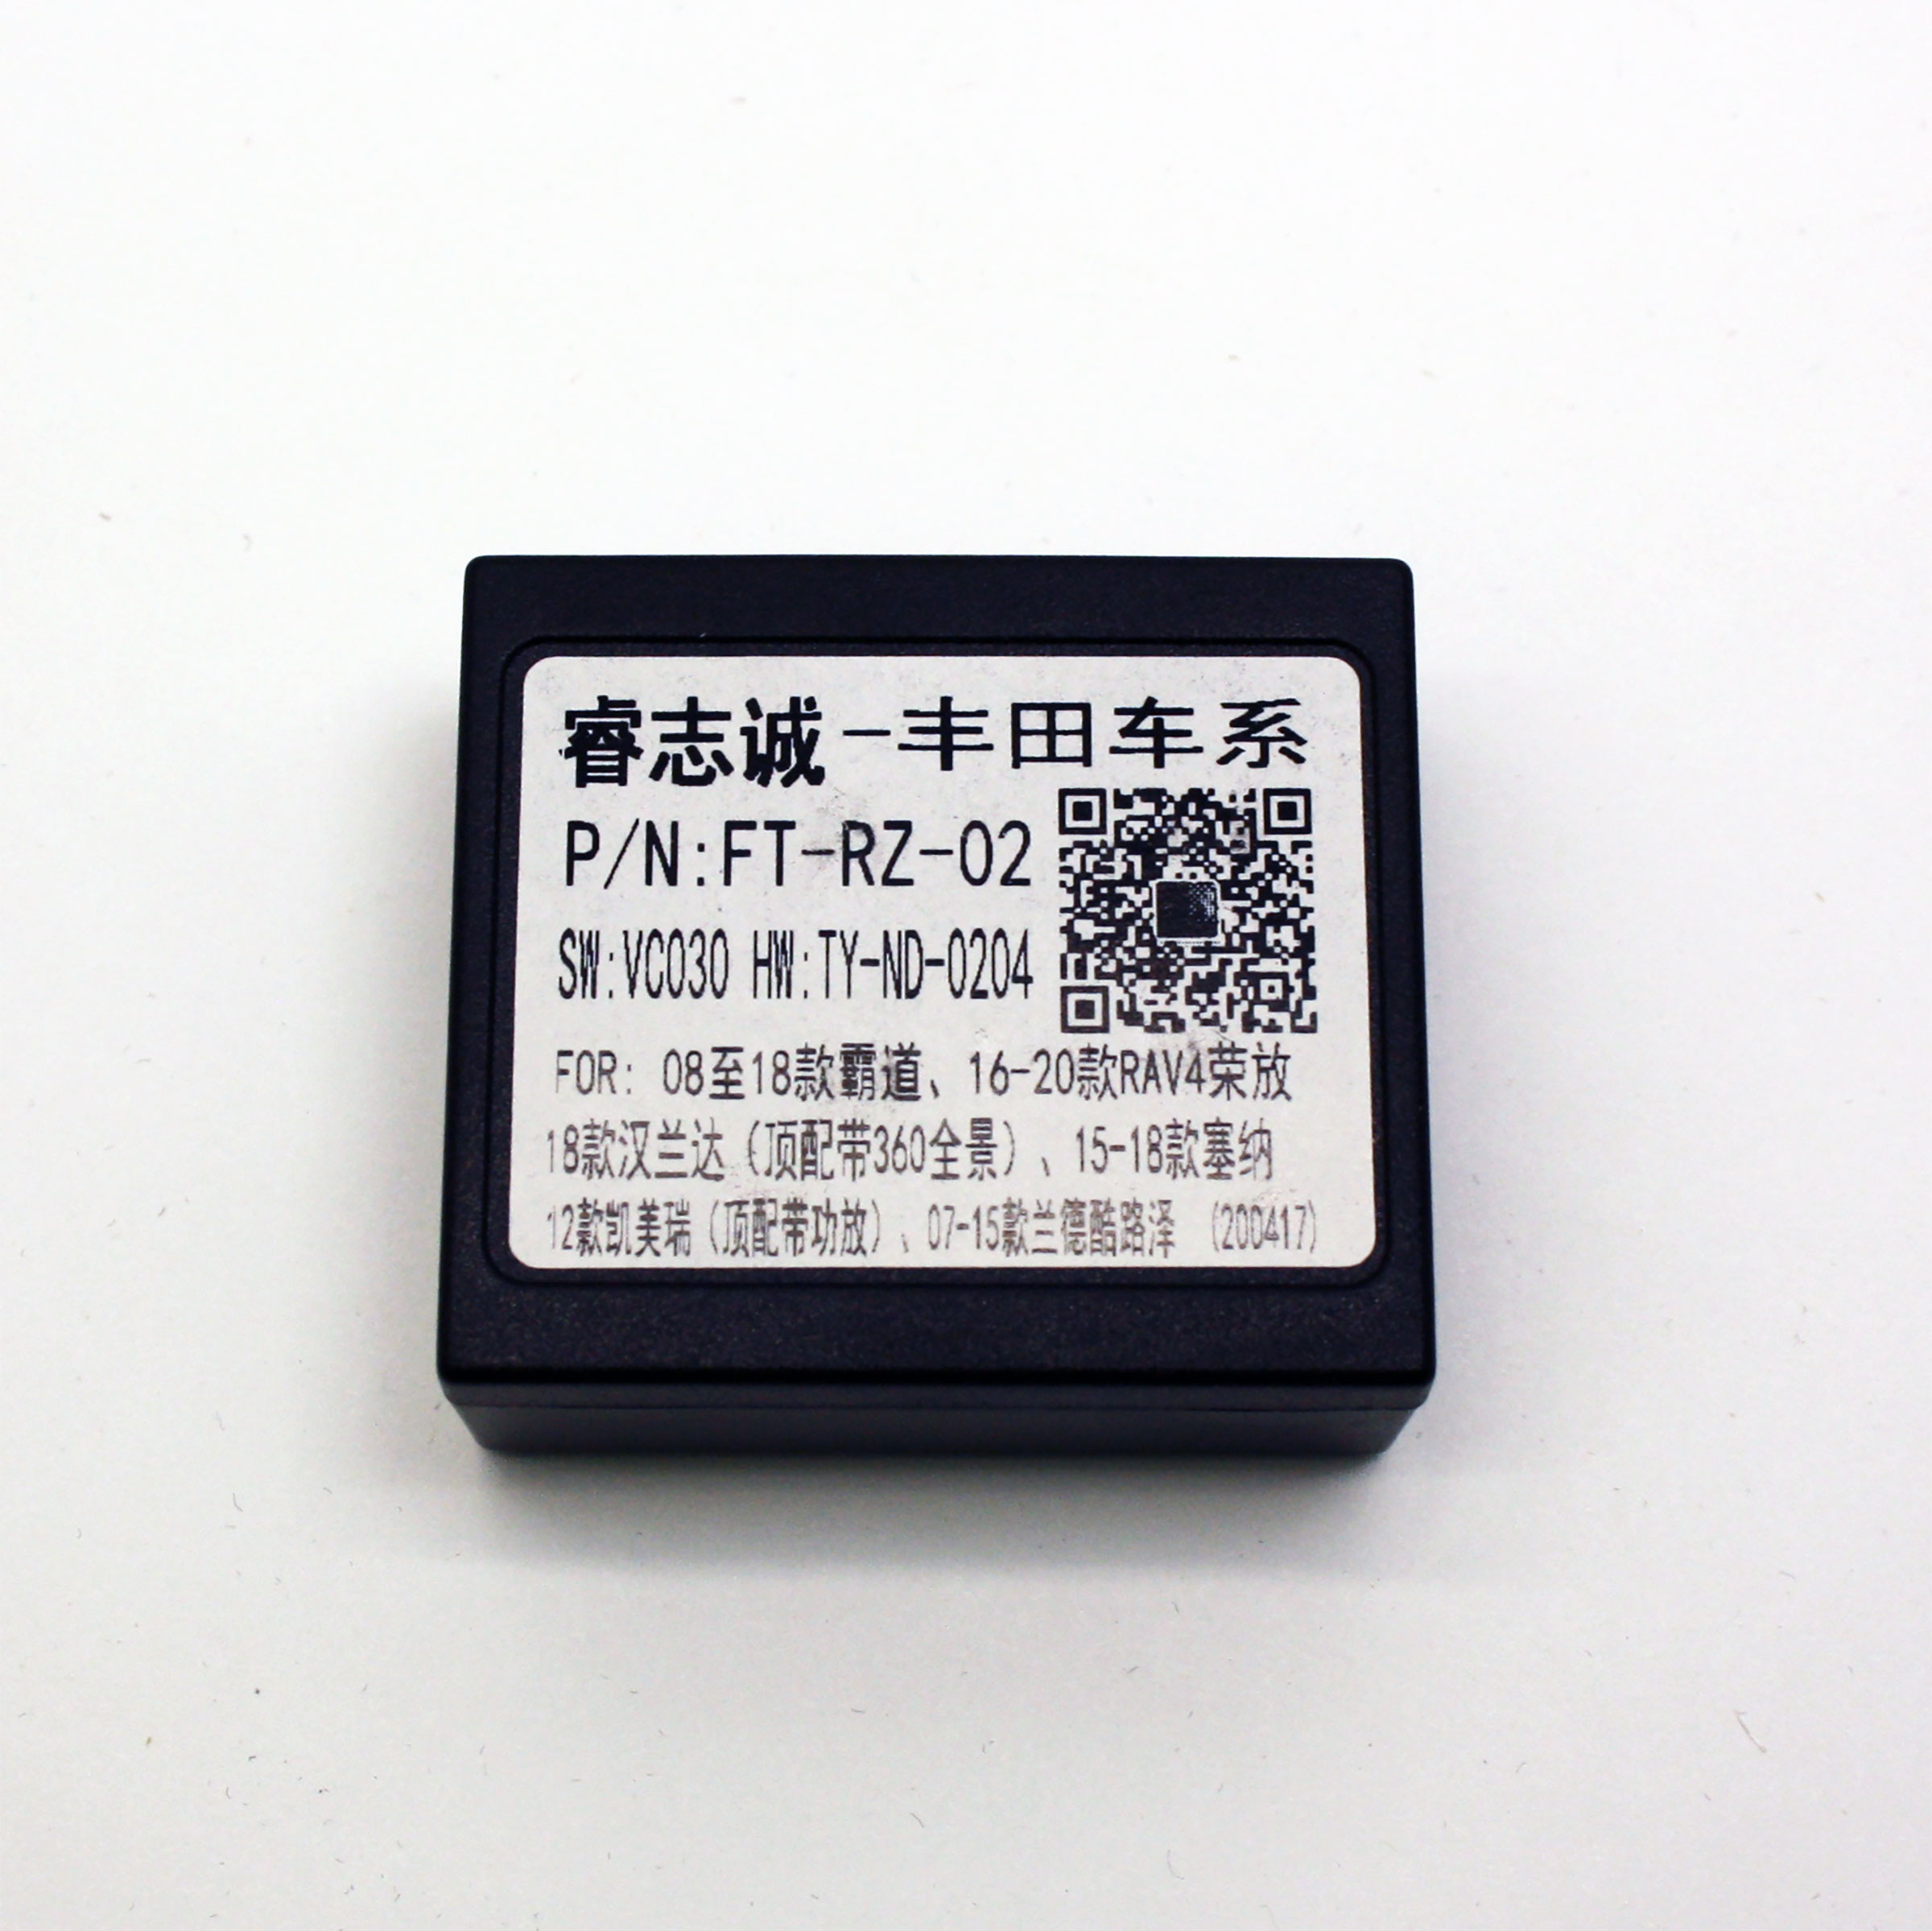 睿志诚-丰田车系
P/N:FT-RZ-02
SW:VC030 HW:TY-ND-0204
FOR: 08至18款霸道、16-20款RAV4荣放
18款汉兰达（顶配带360全景）、15-18款塞纳
12款凯美瑞（顶配带功放）、07-15款兰德酷路泽 (200417)